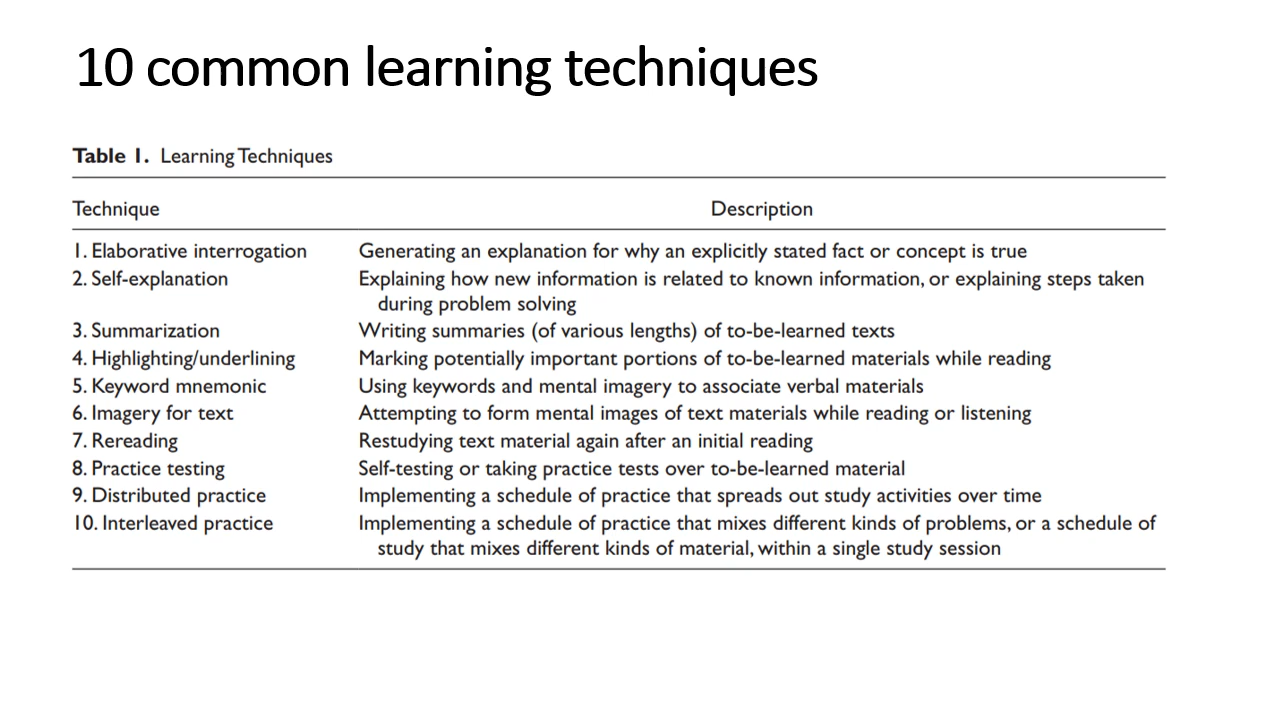 10 common learning techniques
Table 1. Learning Techniques
Technique Description
1. Elaborative interrogation Generating an explanation for why an explicitly stated fact or concept is true
2. Self-explanation Explaining how new information is related to known information, or explaining steps taken
during problem solving
3. Summarization Writing summaries (of various lengths) of to-be-learned texts
4. Highlighting/underlining Marking potentially important portions of to-be-learned materials while reading
5. Keyword mnemonic Using keywords and mental imagery to associate verbal materials
6. Imagery for text Attempting to form mental images of text materials while reading or listening
7. Rereading Restudying text material again after an initial reading
8. Practice testing Self-testing or taking practice tests over to-be-learned material
9. Distributed practice Implementing a schedule of practice that spreads out study activities over time
10. Interleaved practice Implementing a schedule of practice that mixes different kinds of problems, or a schedule of
study that mixes different kinds of material, within a single study session